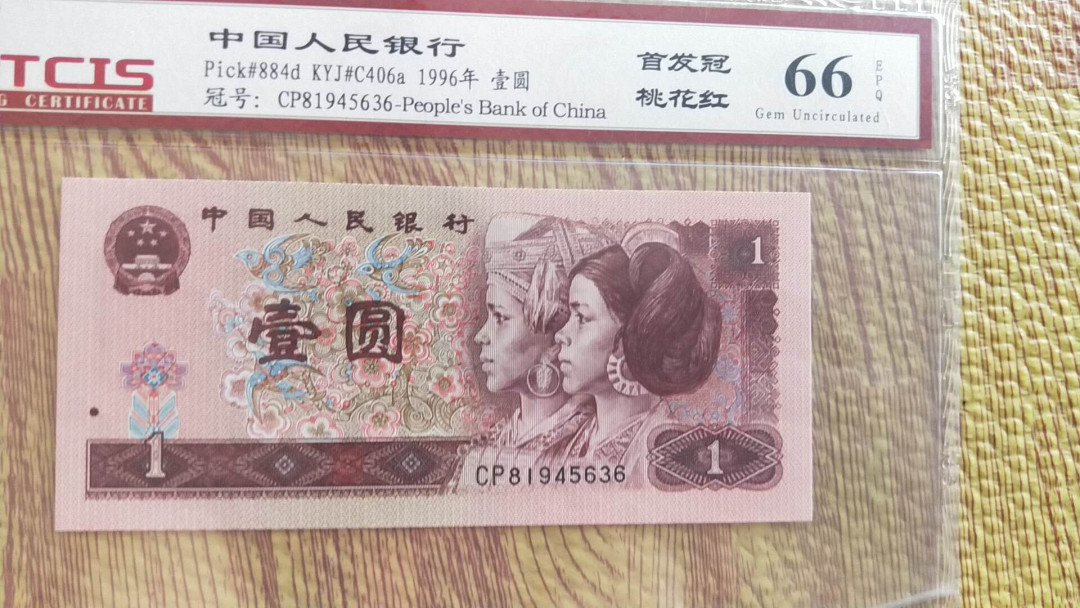 中国人民银行
Pick#884d KYJ#C406a 1996年 壹圆
冠号: CP81945636-People's Bank of China
TCIS
G CERTIFICATE
首发冠
桃花红
66
EPQ
Gem Uncirculated
中国人民银行
1
壹圆
1
CP81945636
1